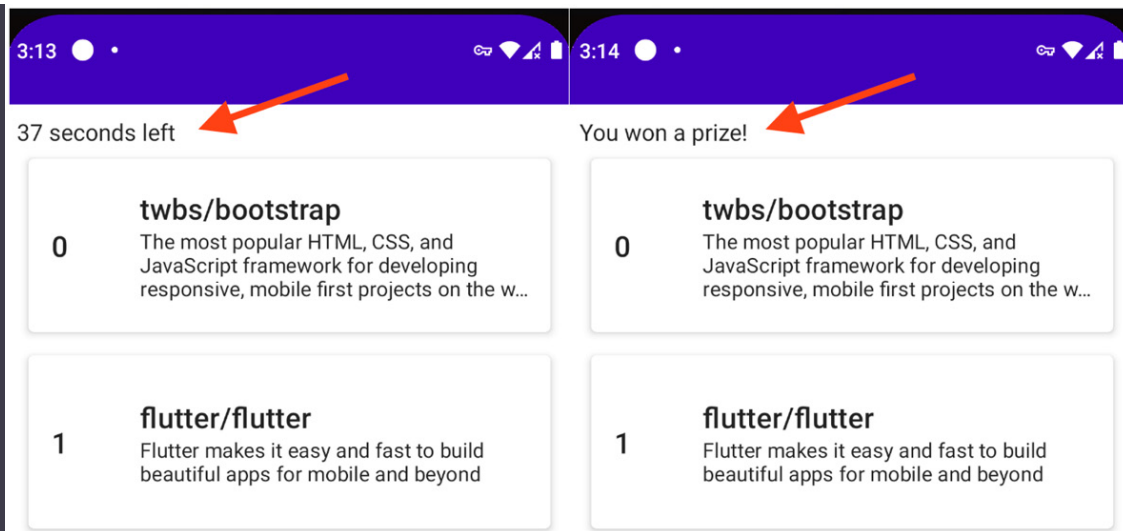 3:13
37 seconds left
0
twbs/bootstrap
The most popular HTML, CSS, and
JavaScript framework for developing
responsive, mobile first projects on the w...
1
flutter/flutter
Flutter makes it easy and fast to build
beautiful apps for mobile and beyond
3:14
You won a prize!
0
twbs/bootstrap
The most popular HTML, CSS, and
JavaScript framework for developing
responsive, mobile first projects on the w...
1
flutter/flutter
Flutter makes it easy and fast to build
beautiful apps for mobile and beyond